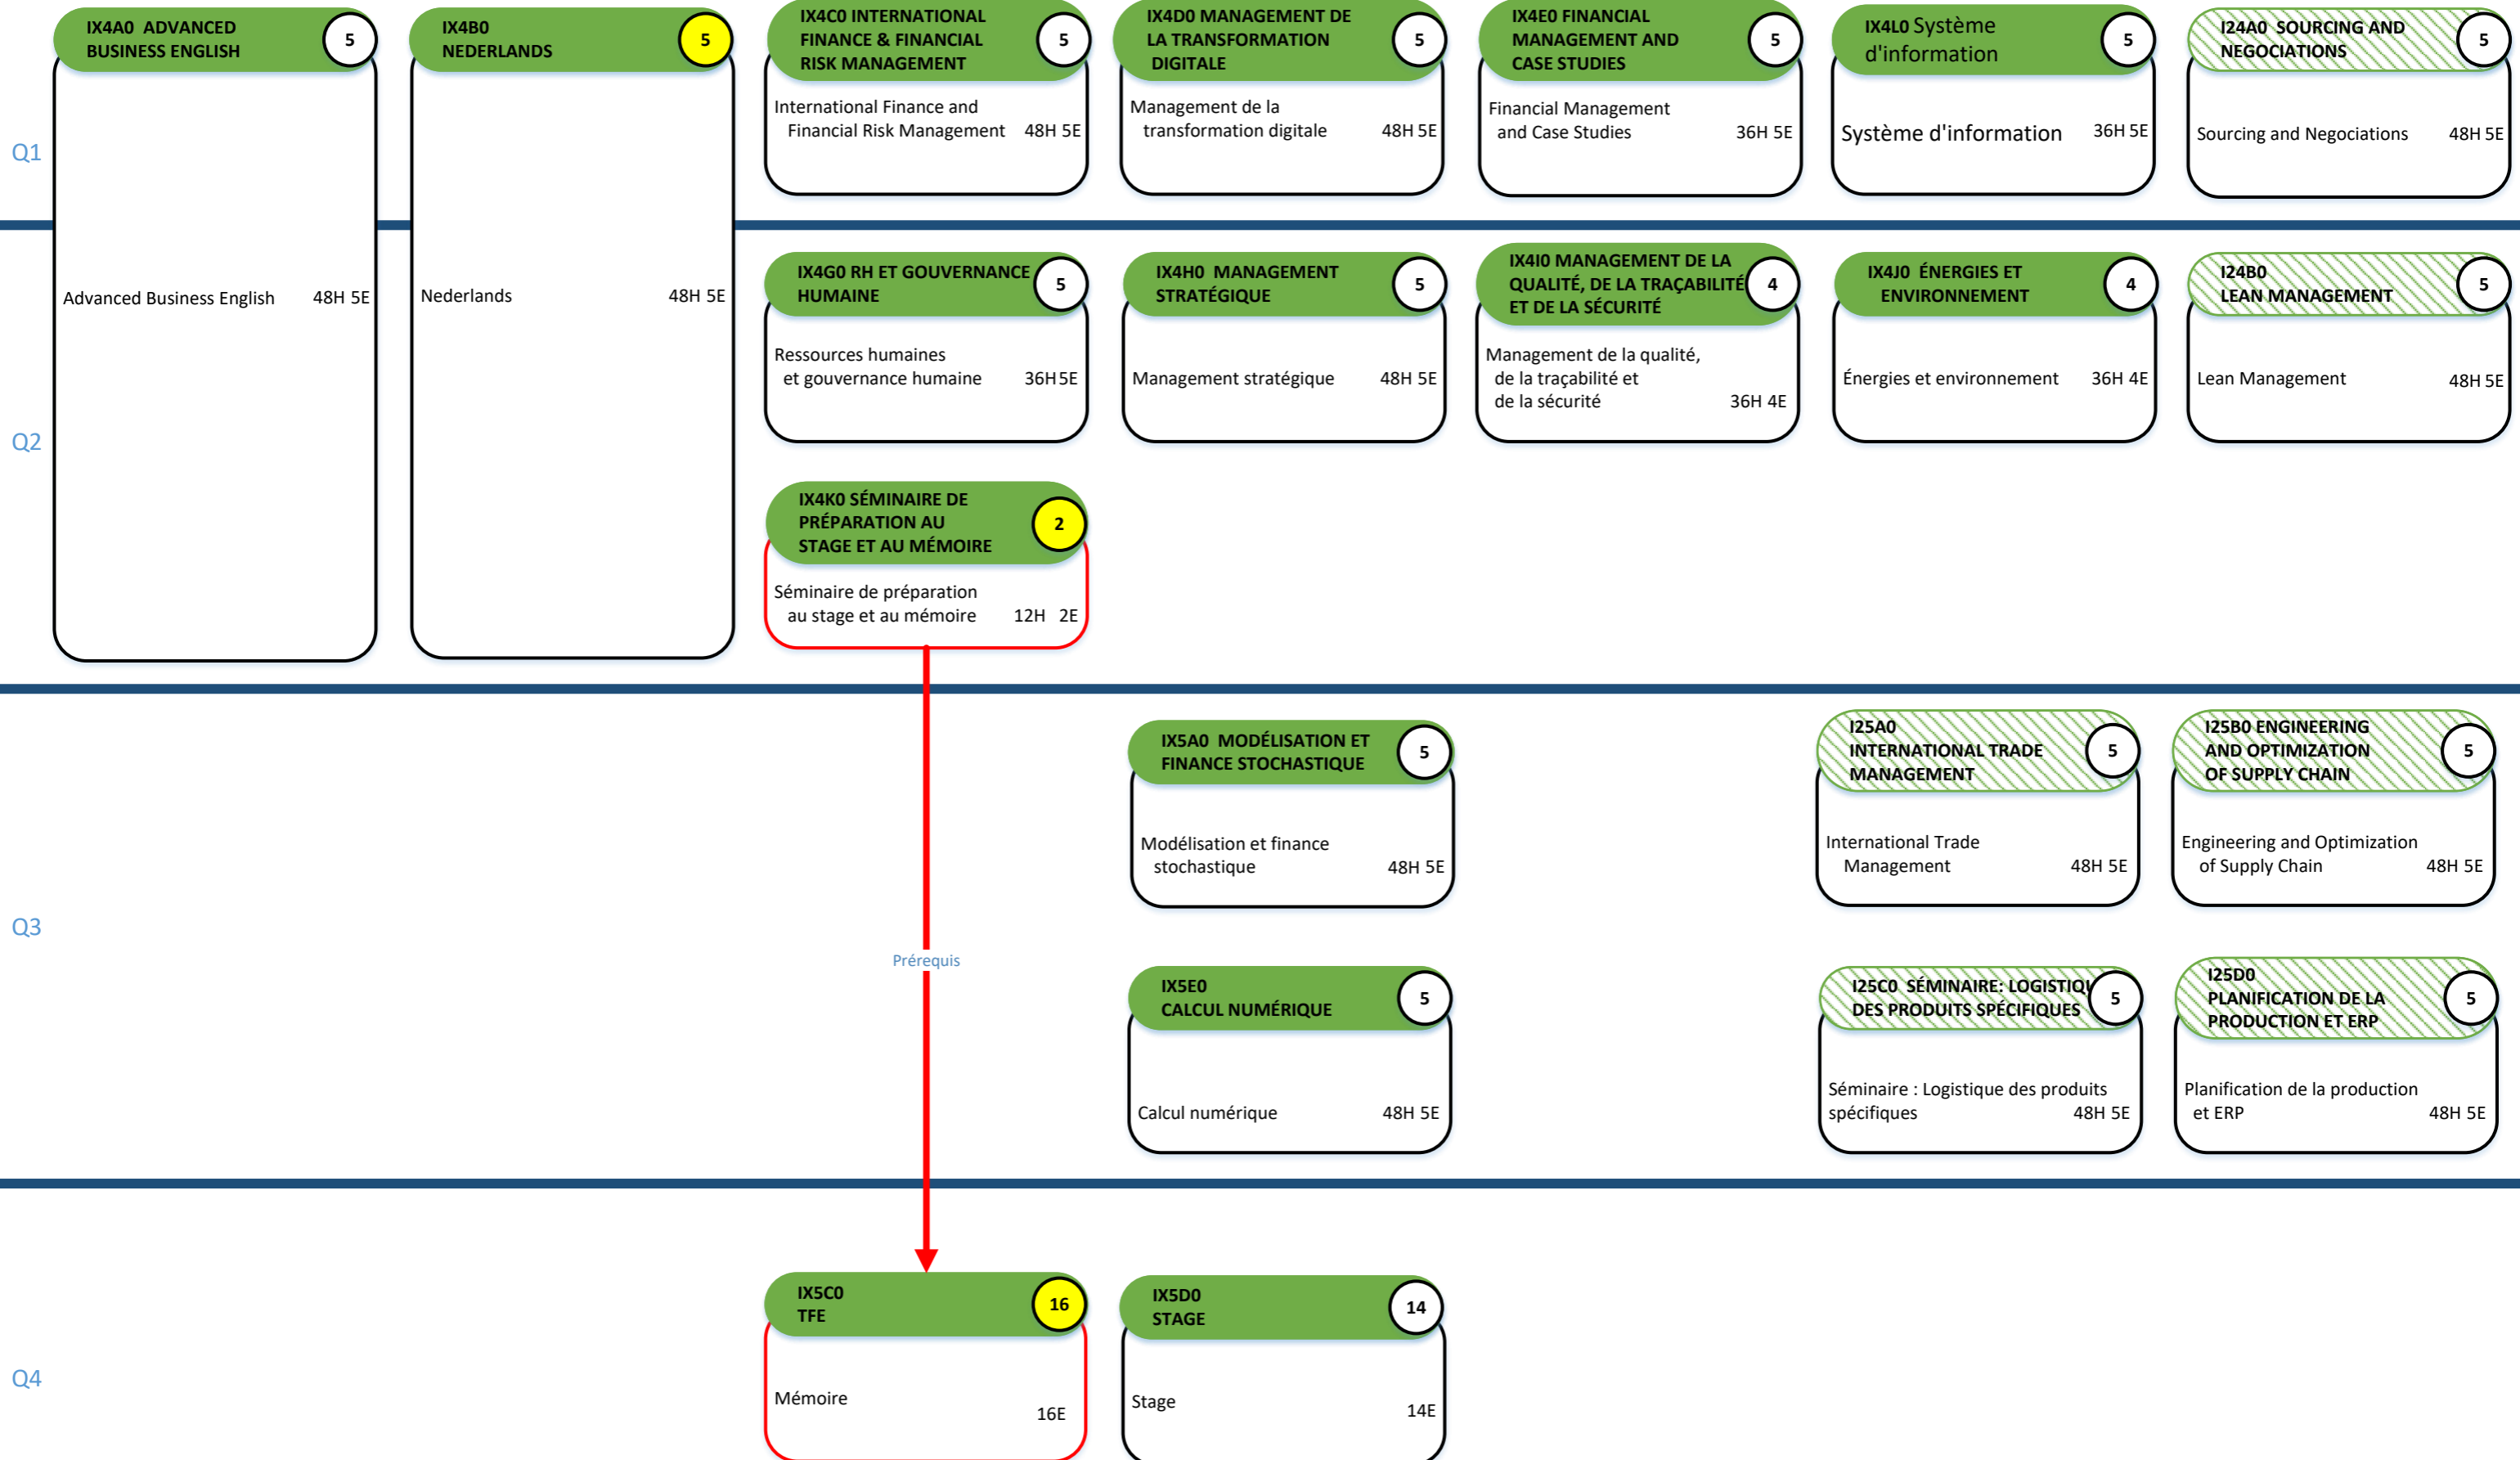 IX4A0 ADVANCED
BUSINESS ENGLISH
5
IX4B0
NEDERLANDS
5
IX4C0 INTERNATIONAL
FINANCE & FINANCIAL
RISK MANAGEMENT
5
IX4D0 MANAGEMENT DE
LA TRANSFORMATION
DIGITALE
5
IX4E0 FINANCIAL
MANAGEMENT AND
CASE STUDIES
5
IX4L0 Système
d'information
5
I24A0 SOURCING AND
NEGOCIATIONS
5
Q1
International Finance and
Financial Risk Management 48H 5E
Management de la
transformation digitale 48H 5E
Financial Management
and Case Studies 36H 5E
Système d'information 36H 5E
Sourcing and Negociations 48H 5E
Advanced Business English 48H 5E
Nederlands 48H 5E
Q2
IX4G0 RH ET GOUVERNANCE
HUMAINE
5
Ressources humaines
et gouvernance humaine 36H 5E
IX4H0 MANAGEMENT
STRATÉGIQUE
5
Management stratégique 48H 5E
IX4I0 MANAGEMENT DE LA
QUALITÉ, DE LA TRAÇABILITÉ
ET DE LA SÉCURITÉ
4
Management de la qualité,
de la traçabilité et
de la sécurité 36H 4E
IX4J0 ÉNERGIES ET
ENVIRONNEMENT
4
Énergies et environnement 36H 4E
I24B0
LEAN MANAGEMENT
5
Lean Management 48H 5E
IX4K0 SÉMINAIRE DE
PRÉPARATION AU
STAGE ET AU MÉMOIRE
2
Séminaire de préparation
au stage et au mémoire 12H 2E
Q3
Prérequis
IX5A0 MODÉLISATION ET
FINANCE STOCHASTIQUE
5
Modélisation et finance
stochastique 48H 5E
I25A0
INTERNATIONAL TRADE
MANAGEMENT
5
International Trade
Management 48H 5E
I25B0 ENGINEERING
AND OPTIMIZATION
OF SUPPLY CHAIN
5
Engineering and Optimization
of Supply Chain 48H 5E
IX5E0
CALCUL NUMÉRIQUE
5
Calcul numérique 48H 5E
I25C0 SÉMINAIRE: LOGISTIQU
DES PRODUITS SPÉCIFIQUES
5
Séminaire : Logistique des produits
spécifiques 48H 5E
I25D0
PLANIFICATION DE LA
PRODUCTION ET ERP
5
Planification de la production
et ERP 48H 5E
Q4
IX5C0
TFE
16
Mémoire
16E
IX5D0
STAGE
14
Stage
14E